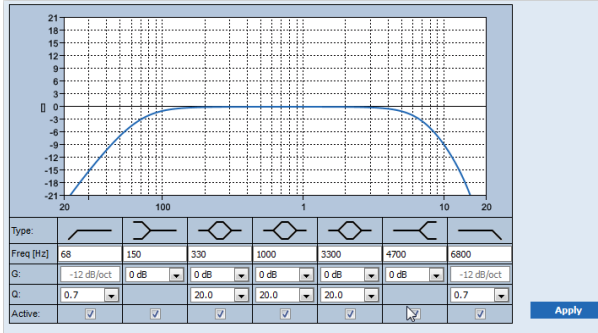 21
18
15
12
9
6
3
0
-3
-6
-9
-12
-15
-18
-21
20 100 1 10 20
Type:
Freq [Hz] 68 150 330 1000 3300 4700 6800
G: -12 dB/oct 0 dB 0 dB 0 dB 0 dB 0 dB -12 dB/oct
Q: 0.7 20.0 20.0 20.0 0.7
Active:
Apply